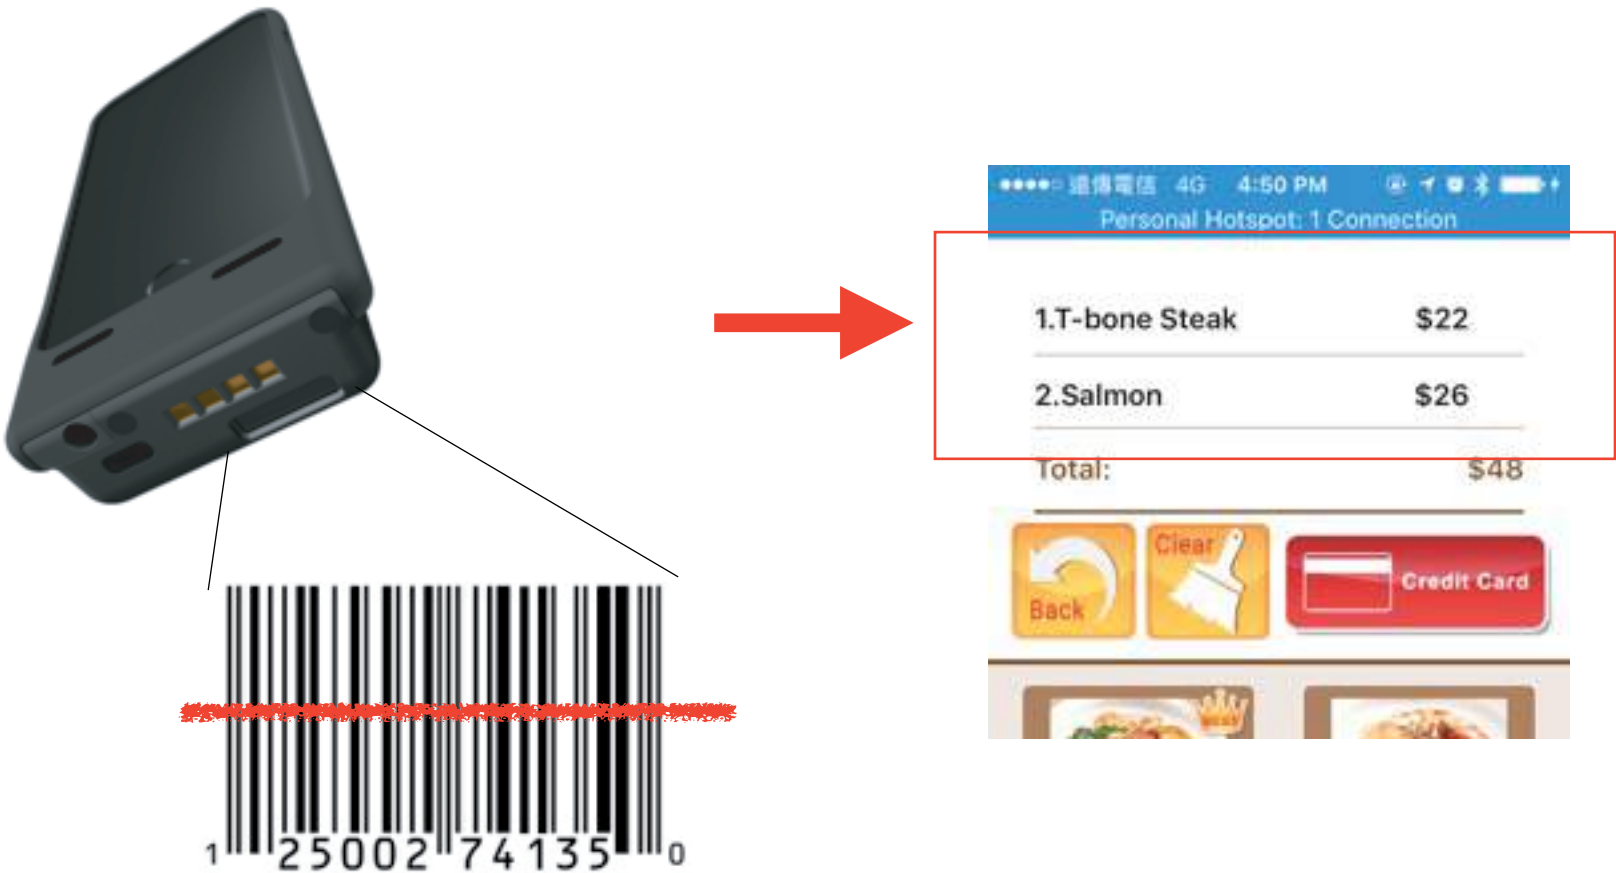 遠傳電信 4G 4:50 PM
Personal Hotspot: 1 Connection
1.T-bone Steak $22
2.Salmon $26
Total: $48
Back
Clear
Credit Card
1 25002 74135 0